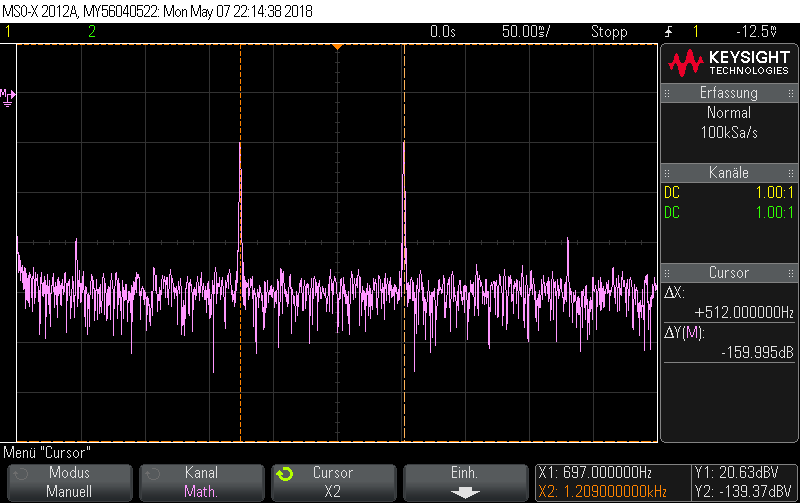 MSO-X 2012A, MY56040522: Mon May 07 22:14:38 2018
1 2 0.0s 50.00㎳/ Stopp 1 -12.5V
M
KEYSIGHT
TECHNOLOGIES
Erfassung
Normal
100kSa/s
Kanäle
DC 1.00:1
DC 1.00:1
Cursor
ΔX:
+512.000000Hz
ΔY(M):
-159.995dB
Menü "Cursor"
Modus
Manuell
Kanal
Math.
Cursor
X2
Einh.
X1: 697.000000Hz
X2: 1.209000000kHz
Y1: 20.63dV
Y2: -139.37dV